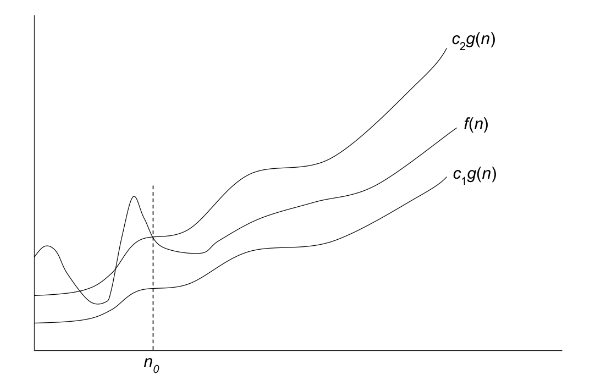 c₂g(n)
f(n)
c₁g(n)
n₀